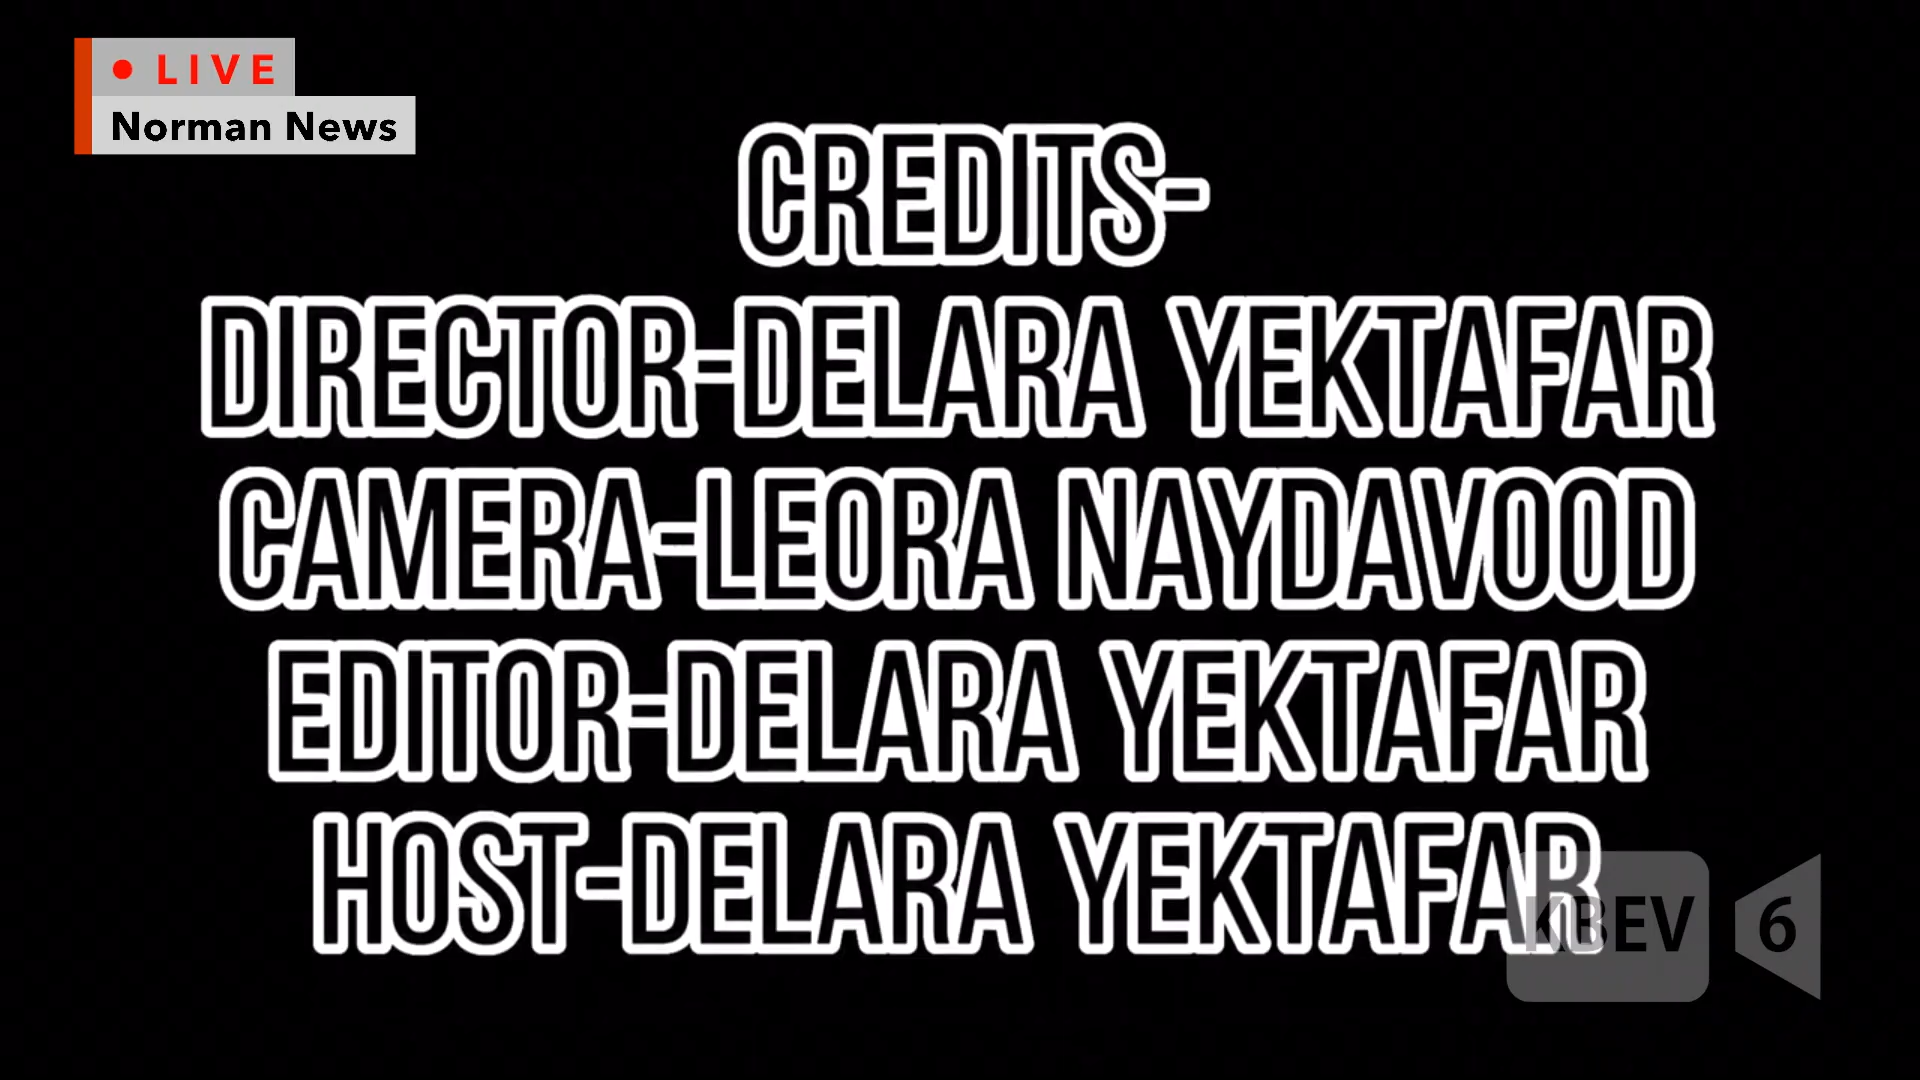 LIVE
Norman News
CREDITS-
DIRECTOR-DELARA YEKTAFAR
CAMERA-LEORA NAYDAVOOD
EDITOR-DELARA YEKTAFAR
HOST-DELARA YEKTAFAR
KBEV 6